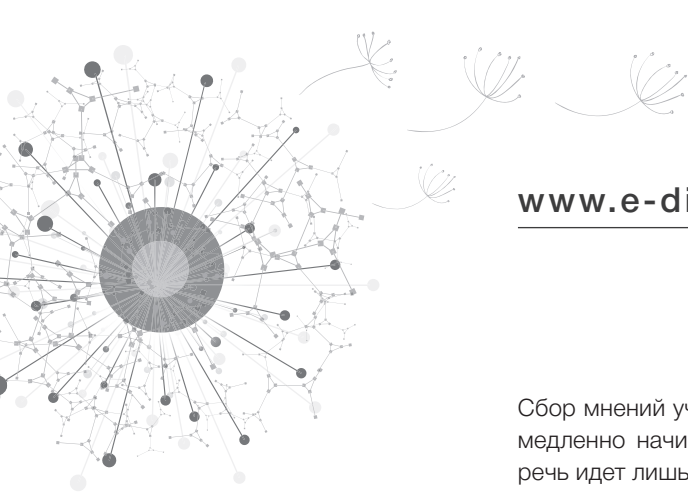 www.e-di
Сбор мнений уч
медленно начи
речь идет лишь